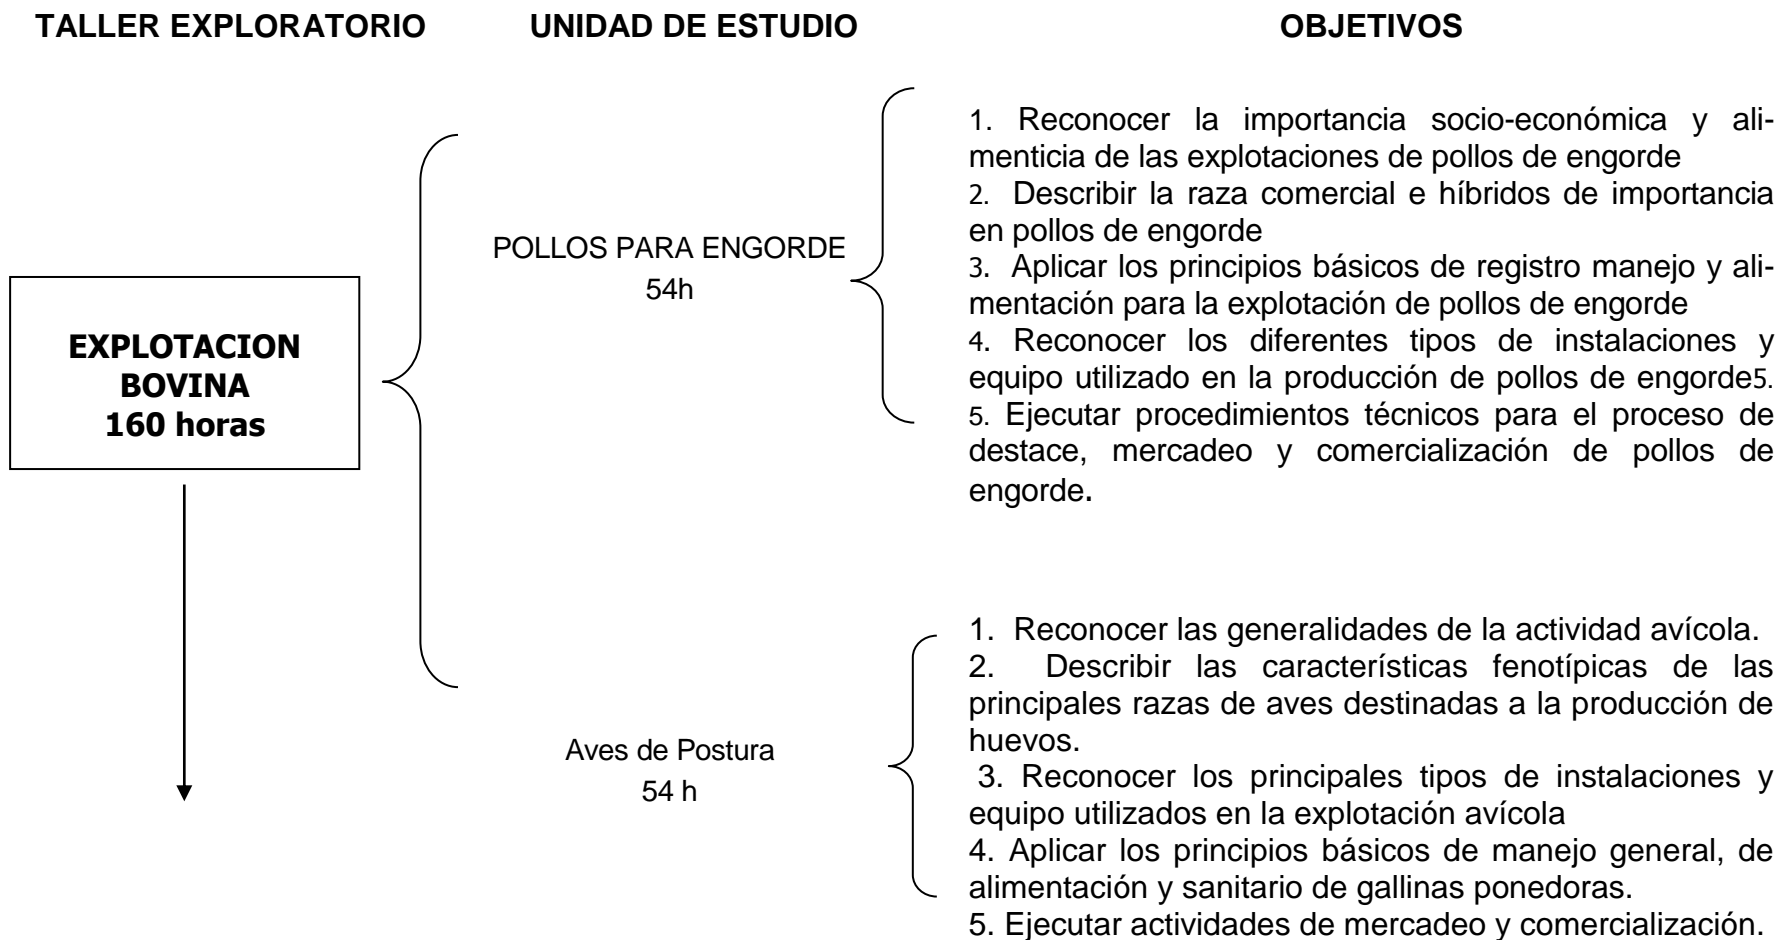 TALLER EXPLORATORIO UNIDAD DE ESTUDIO OBJETIVOS
EXPLOTACION
BOVINA
160 horas
POLLOS PARA ENGORDE
54h
1. Reconocer la importancia socio-económica y ali-
menticia de las explotaciones de pollos de engorde
2. Describir la raza comercial e híbridos de importancia
en pollos de engorde
3. Aplicar los principios básicos de registro manejo y ali-
mentación para la explotación de pollos de engorde
4. Reconocer los diferentes tipos de instalaciones y
equipo utilizado en la producción de pollos de engorde5.
5. Ejecutar procedimientos técnicos para el proceso de
destace, mercadeo y comercialización de pollos de
engorde.
Aves de Postura
54 h
1. Reconocer las generalidades de la actividad avícola.
2. Describir las características fenotípicas de las
principales razas de aves destinadas a la producción de
huevos.
3. Reconocer los principales tipos de instalaciones y
equipo utilizados en la explotación avícola
4. Aplicar los principios básicos de manejo general, de
alimentación y sanitario de gallinas ponedoras.
5. Ejecutar actividades de mercadeo y comercialización.